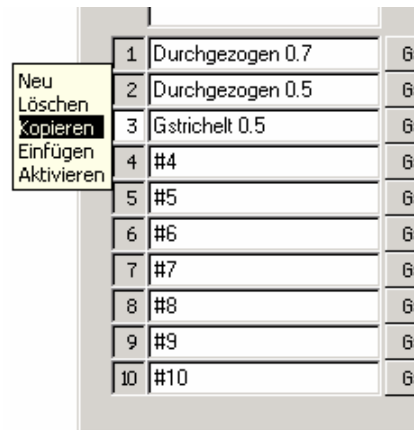 Neu
Löschen
Kopieren
Einfügen
Aktivieren
1 Durchgezogen 0.7
2 Durchgezogen 0.5
3 Gstrichelt 0.5
4 #4
5 #5
6 #6
7 #7
8 #8
9 #9
10 #10